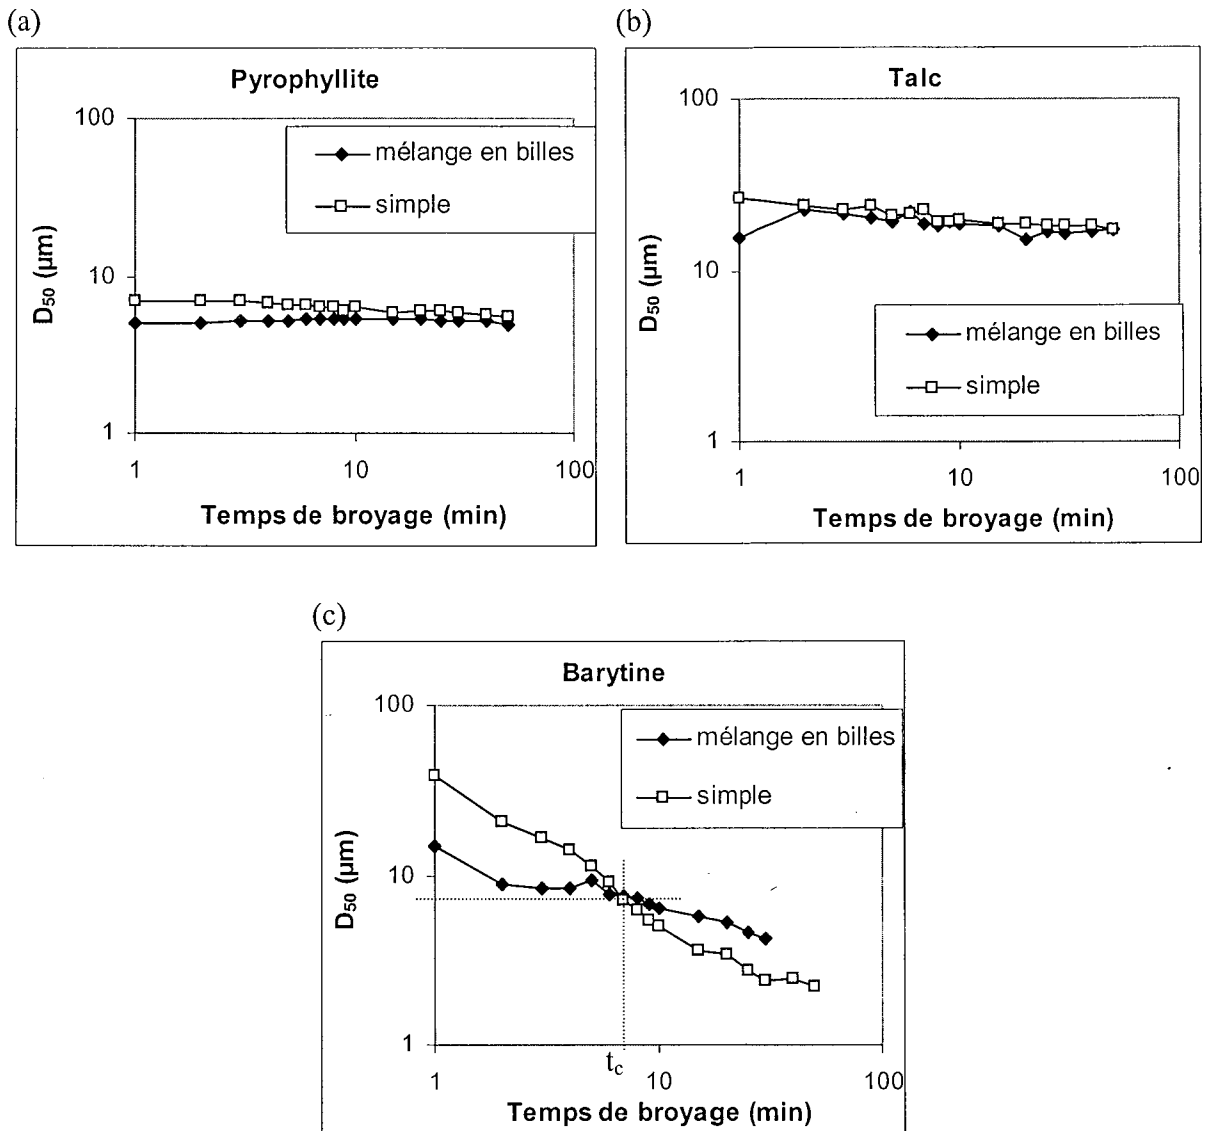 (a)
Pyrophyllite
100
10
1
D50 (µm)
mélange en billes
simple
1
10
100
Temps de broyage (min)
(b)
Talc
100
10
1
D50 (µm)
mélange en billes
simple
1
10
100
Temps de broyage (min)
(c)
Barytine
100
10
1
D50 (µm)
mélange en billes
simple
tc
1
10
100
Temps de broyage (min)